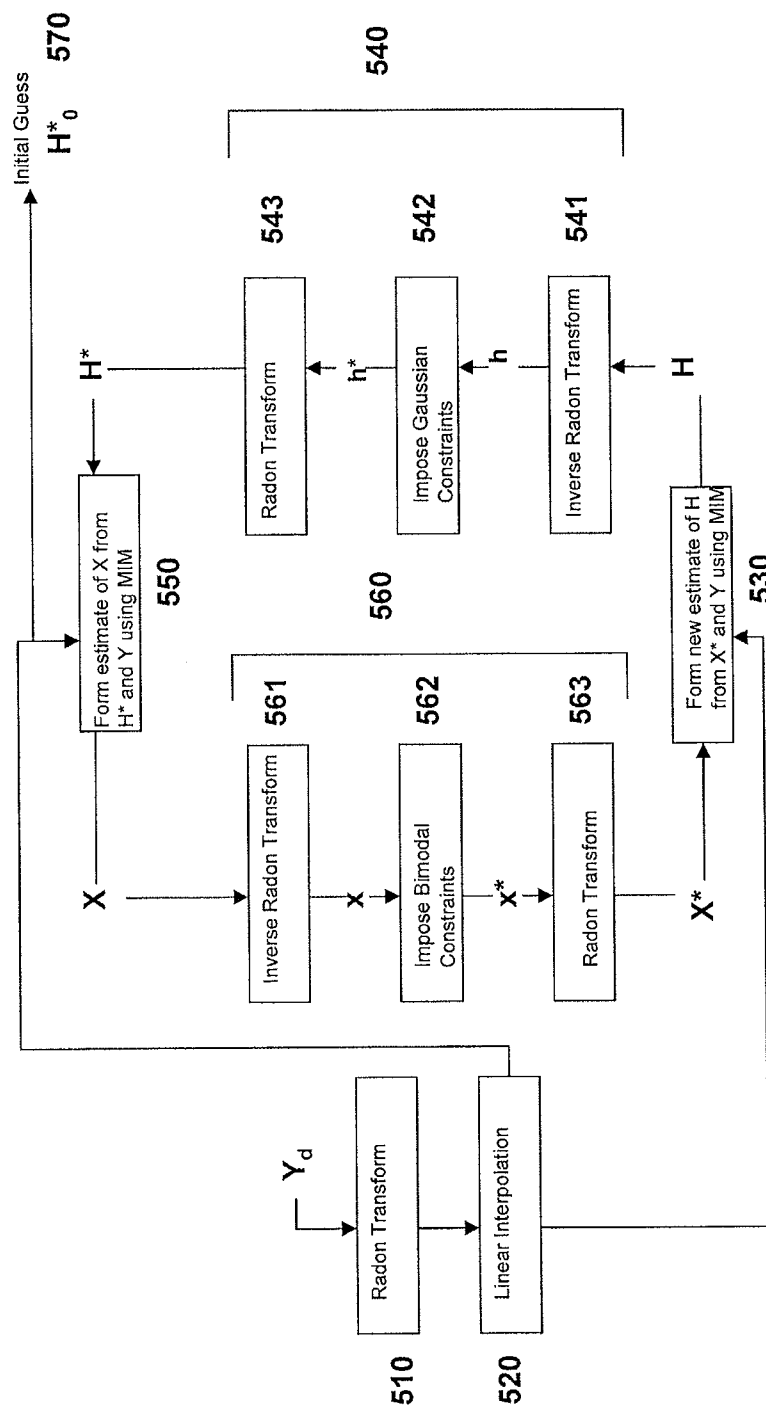 Y_d
510
Radon Transform
520
Linear Interpolation
X
Form estimate of X from
H* and Y using MIM
550
H*
Initial Guess
H*_0
570
560
Inverse Radon Transform
561
x
Impose Bimodal
Constraints
562
x*
Radon Transform
563
X*
Form new estimate of H
from X* and Y using MIM
530
H
Inverse Radon Transform
541
h
Impose Gaussian
Constraints
542
h*
Radon Transform
543
540